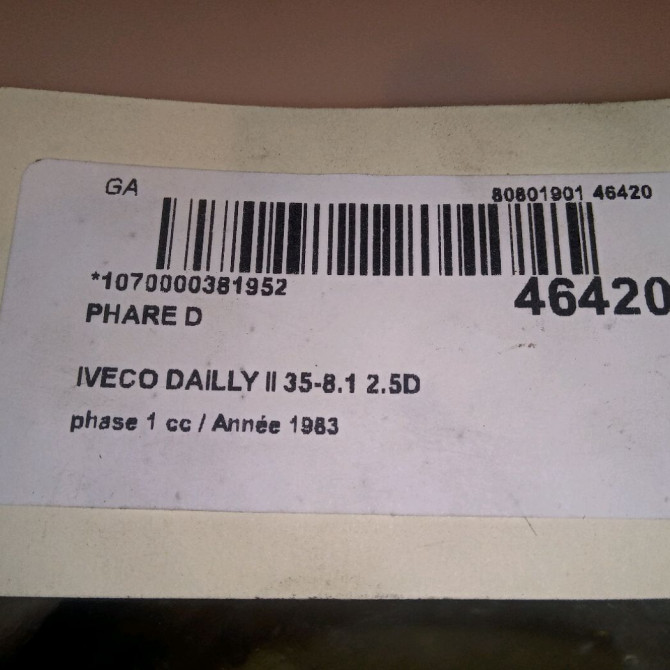 GA
80801901 46420
*1070000381952
46420
PHARE D
IVECO DAILLY II 35-8.1 2.5D
phase 1 cc / Année 1983